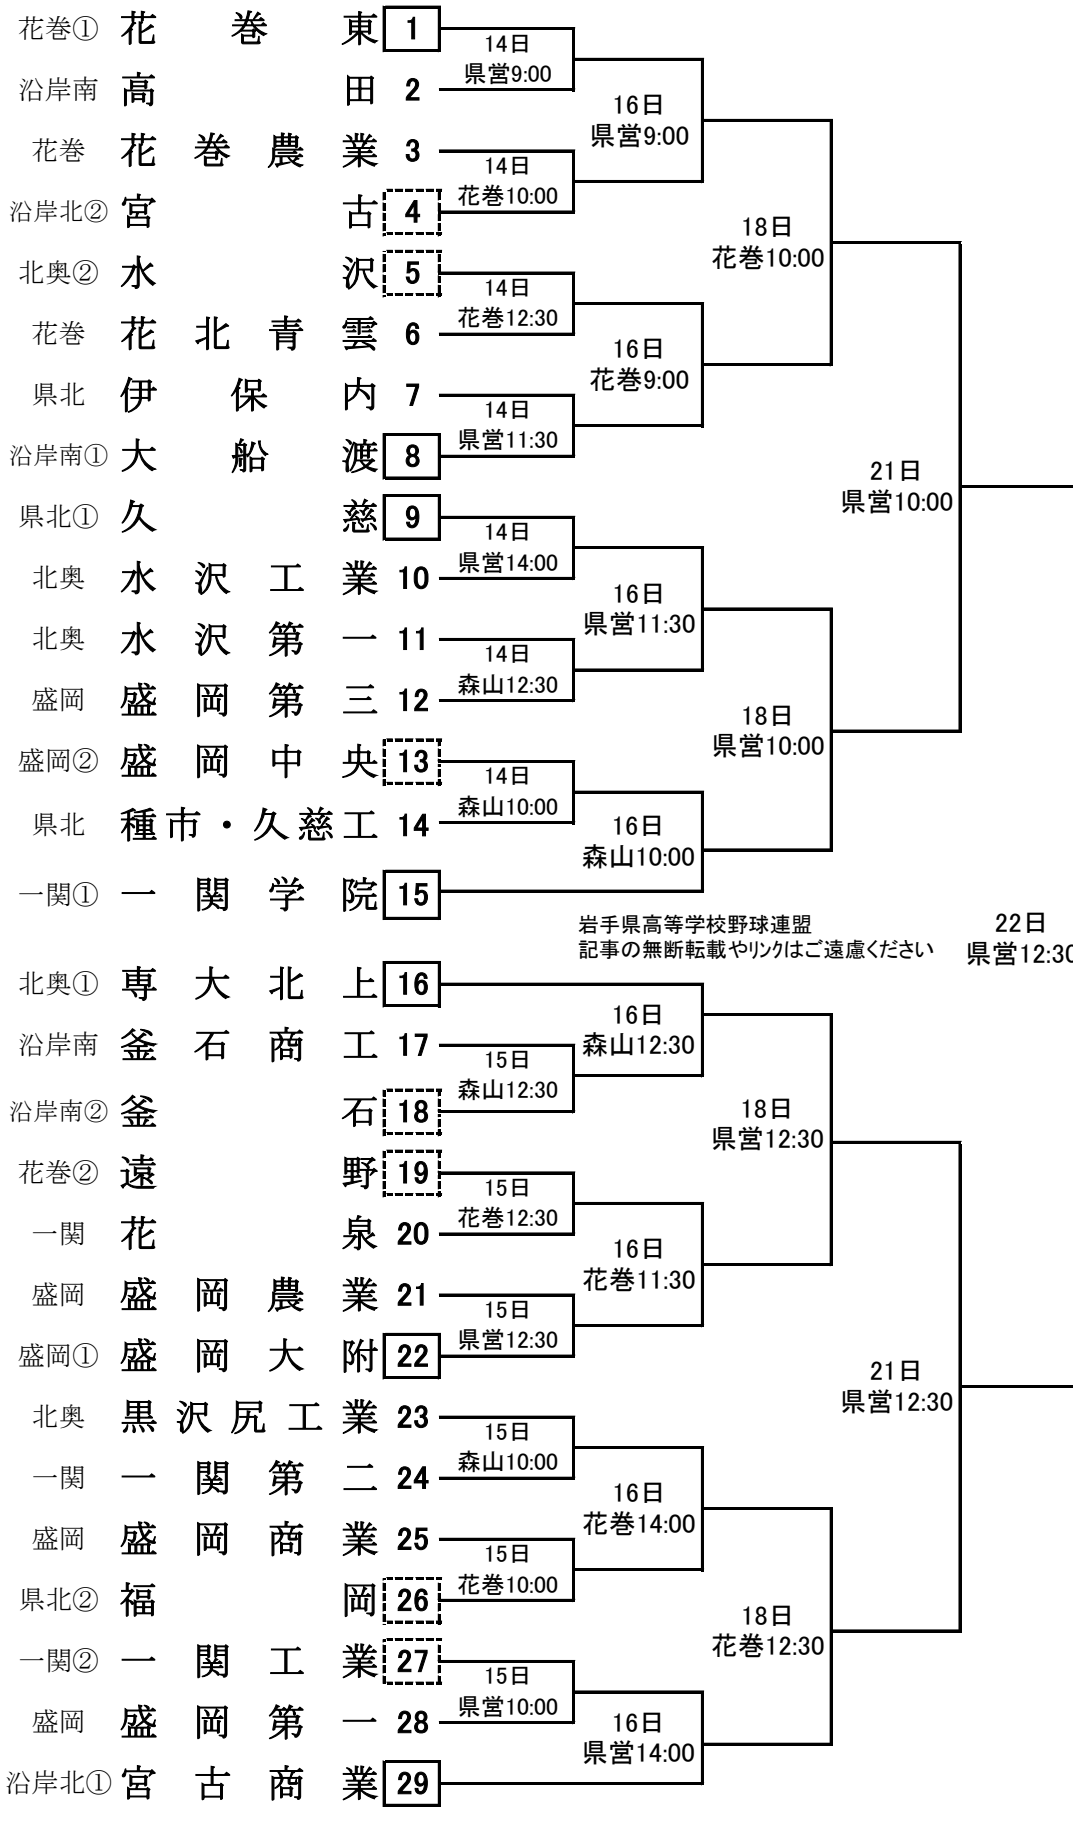 花巻① 花巻東 1
14日
県営9:00
沿岸南 高田 2
16日
県営9:00
花巻 花巻農業 3
14日
花巻10:00
沿岸北② 宮古 4
18日
花巻10:00
北奥② 水沢 5
14日
花巻12:30
花巻 花北青雲 6
16日
花巻9:00
県北 伊保内 7
14日
県営11:30
沿岸南① 大船渡 8
21日
県営10:00
県北① 久慈 9
14日
県営14:00
北奥 水沢工業 10
16日
県営11:30
北奥 水沢第一 11
14日
森山12:30
盛岡 盛岡第三 12
18日
県営10:00
盛岡② 盛岡中央 13
14日
森山10:00
県北 種市・久慈工 14
16日
森山10:00
一関① 一関学院 15
岩手県高等学校野球連盟
記事の無断転載やﾘﾝｸはご遠慮ください
22日
県営12:30
北奥① 専大北上 16
16日
森山12:30
沿岸南 釜石商工 17
15日
森山12:30
沿岸南② 釜石 18
18日
県営12:30
花巻② 遠野 19
15日
花巻12:30
一関 花泉 20
16日
花巻11:30
盛岡 盛岡農業 21
15日
県営12:30
盛岡① 盛岡大附 22
21日
県営12:30
北奥 黒沢尻工業 23
15日
森山10:00
一関 一関第二 24
16日
花巻14:00
盛岡 盛岡商業 25
15日
花巻10:00
県北② 福岡 26
18日
花巻12:30
一関② 一関工業 27
15日
県営10:00
盛岡 盛岡第一 28
16日
県営14:00
沿岸北① 宮古商業 29